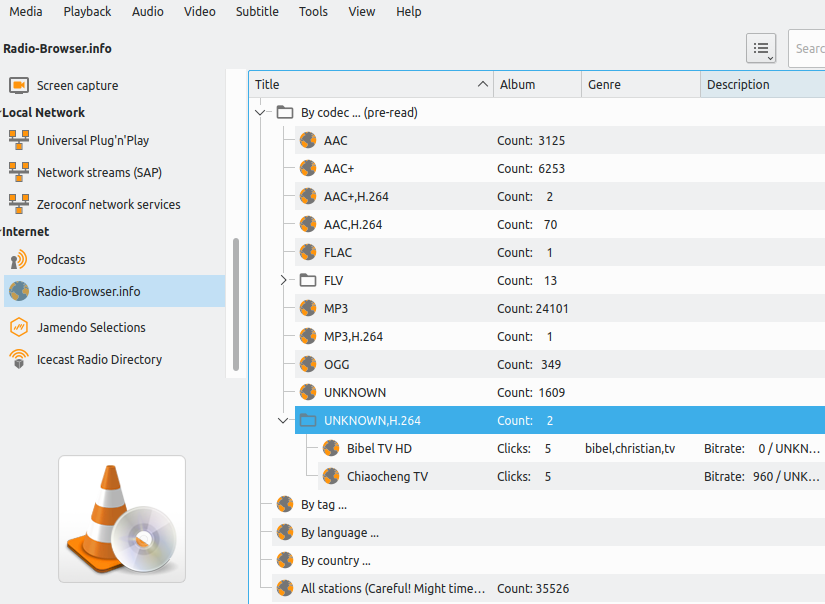 Media Playback Audio Video Subtitle Tools View Help
Radio-Browser.info
Searc
Screen capture
Local Network
Universal Plug'n'Play
Network streams (SAP)
Zeroconf network services
Internet
Podcasts
Radio-Browser.info
Jamendo Selections
Icecast Radio Directory
Title Album Genre Description
By codec ... (pre-read)
AAC Count: 3125
AAC+ Count: 6253
AAC+,H.264 Count: 2
AAC,H.264 Count: 70
FLAC Count: 1
FLV Count: 13
MP3 Count: 24101
MP3,H.264 Count: 1
OGG Count: 349
UNKNOWN Count: 1609
UNKNOWN,H.264 Count: 2
Bibel TV HD Clicks: 5 bibel,christian,tv Bitrate: 0 / UNKN...
Chiaocheng TV Clicks: 5 Bitrate: 960 / UNK...
By tag ...
By language ...
By country ...
All stations (Careful! Might time... Count: 35526